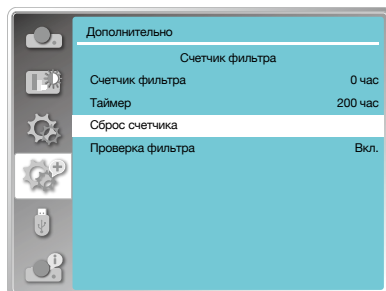 Дополнительно
Счетчик фильтра
Счетчик фильтра 0 час
Таймер 200 час
Сброс счетчика
Проверка фильтра Вкл.